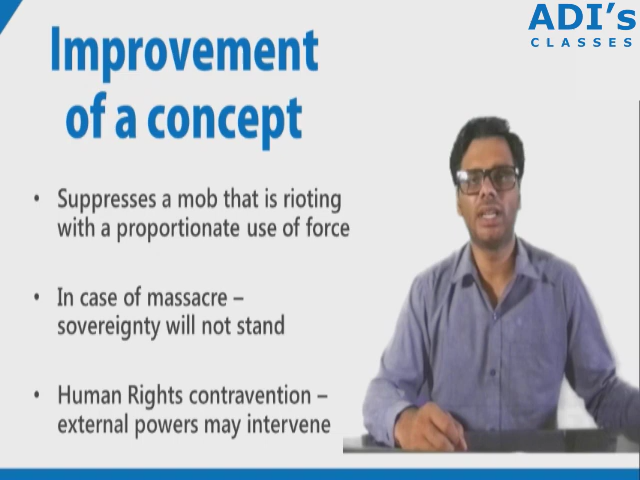 ADI's
CLASSES
Improvement
of a concept
• Suppresses a mob that is rioting
with a proportionate use of force
• In case of massacre –
sovereignty will not stand
• Human Rights contravention –
external powers may intervene